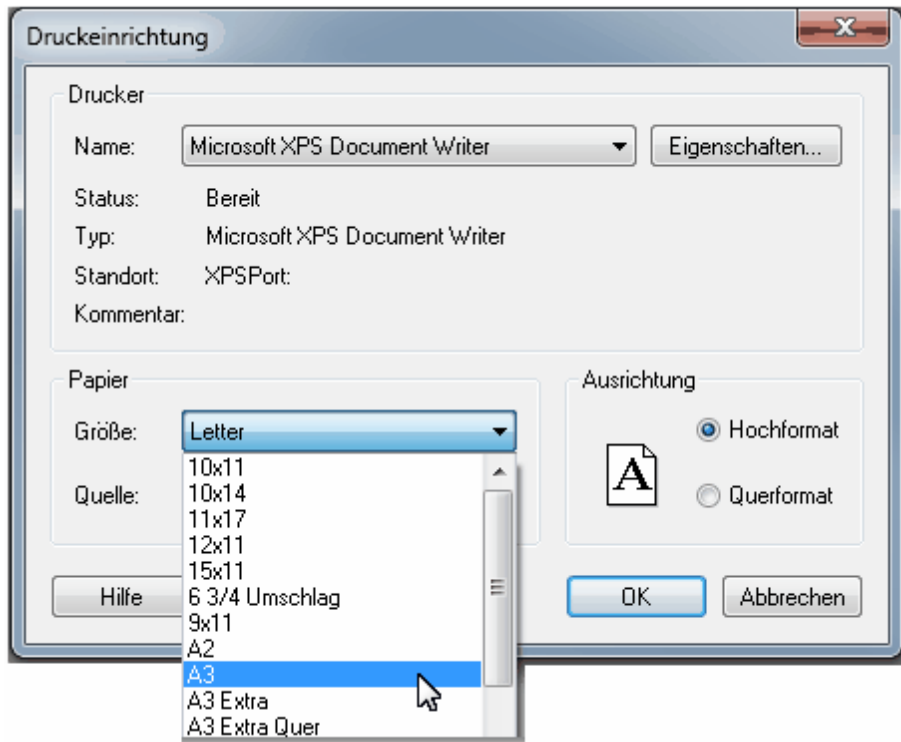 Druckeinrichtung
Drucker
Name: Microsoft XPS Document Writer Eigenschaften...
Status: Bereit
Typ: Microsoft XPS Document Writer
Standort: XPSPort:
Kommentar:
Papier
Größe: Letter
10x11
10x14
11x17
12x11
15x11
6 3/4 Umschlag
9x11
A2
A3
A3 Extra
A3 Extra Quer
Quelle:
Ausrichtung
A
Hochformat
Querformat
Hilfe
OK
Abbrechen